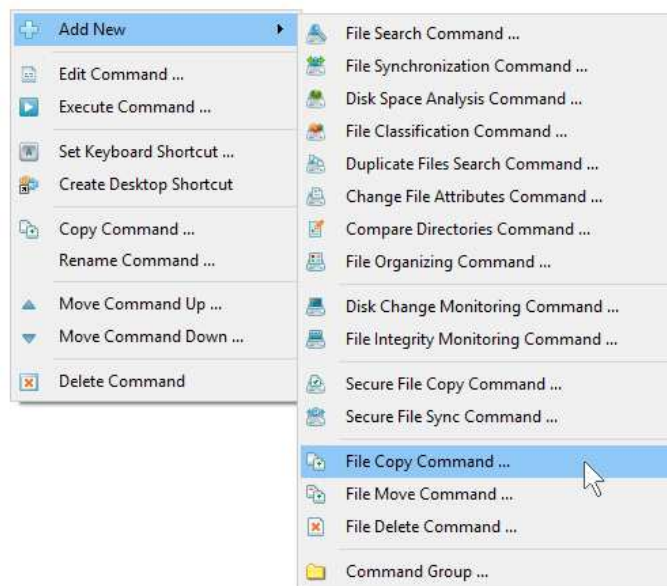 Add New
Edit Command ...
Execute Command ...
Set Keyboard Shortcut ...
Create Desktop Shortcut
Copy Command ...
Rename Command ...
Move Command Up ...
Move Command Down ...
Delete Command
File Search Command ...
File Synchronization Command ...
Disk Space Analysis Command ...
File Classification Command ...
Duplicate Files Search Command ...
Change File Attributes Command ...
Compare Directories Command ...
File Organizing Command ...
Disk Change Monitoring Command ...
File Integrity Monitoring Command ...
Secure File Copy Command ...
Secure File Sync Command ...
File Copy Command ...
File Move Command ...
File Delete Command ...
Command Group ...